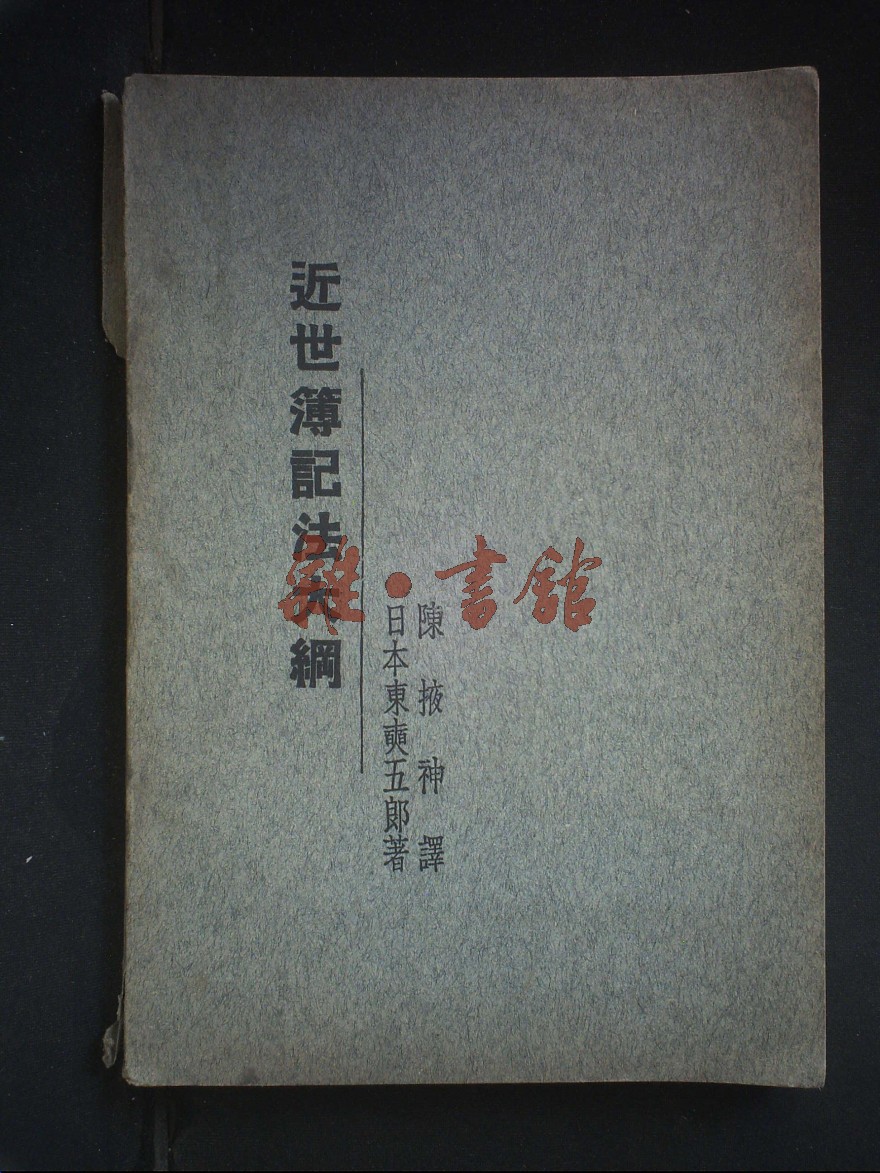 陳掖神譯
日本東奭五郎著
近世簿記法大綱
雜·書館